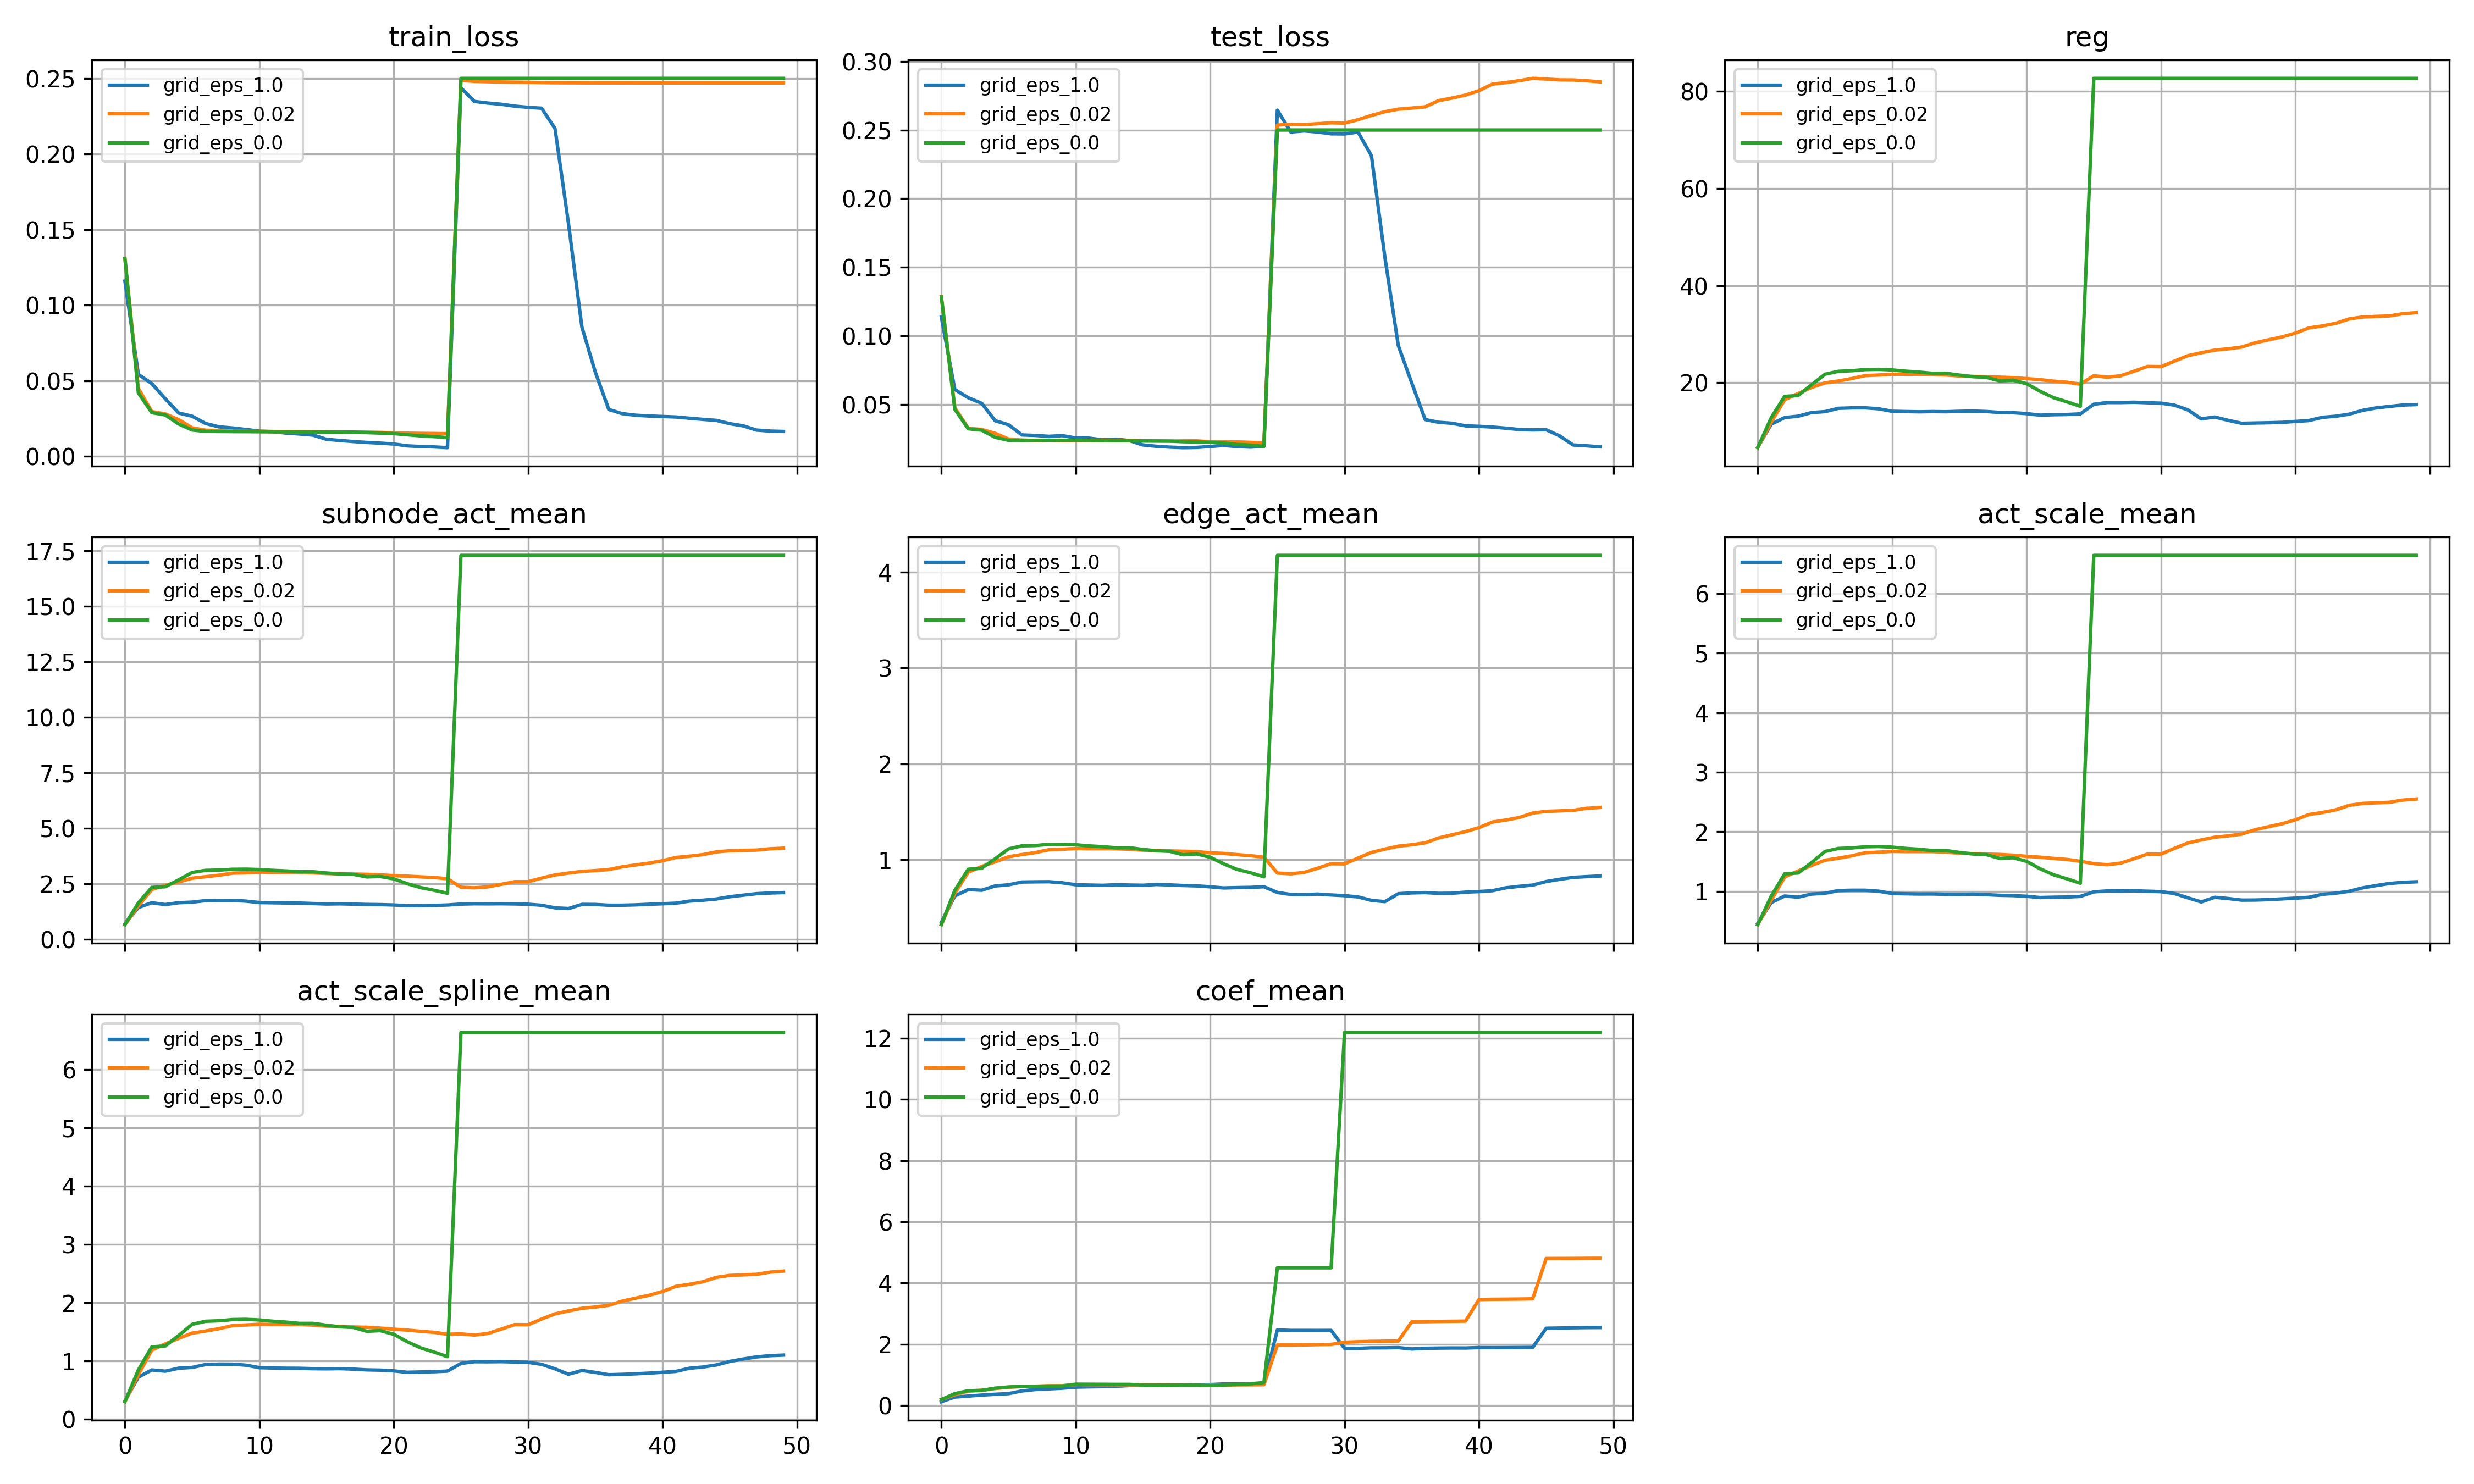 train_loss
grid_eps_1.0
grid_eps_0.02
grid_eps_0.0
0.25
0.20
0.15
0.10
0.05
0.00
test_loss
grid_eps_1.0
grid_eps_0.02
grid_eps_0.0
0.30
0.25
0.20
0.15
0.10
0.05
reg
grid_eps_1.0
grid_eps_0.02
grid_eps_0.0
80
60
40
20
subnode_act_mean
grid_eps_1.0
grid_eps_0.02
grid_eps_0.0
17.5
15.0
12.5
10.0
7.5
5.0
2.5
0.0
edge_act_mean
grid_eps_1.0
grid_eps_0.02
grid_eps_0.0
4
3
2
1
act_scale_mean
grid_eps_1.0
grid_eps_0.02
grid_eps_0.0
6
5
4
3
2
1
act_scale_spline_mean
grid_eps_1.0
grid_eps_0.02
grid_eps_0.0
6
5
4
3
2
1
0
0 10 20 30 40 50
coef_mean
grid_eps_1.0
grid_eps_0.02
grid_eps_0.0
12
10
8
6
4
2
0
0 10 20 30 40 50